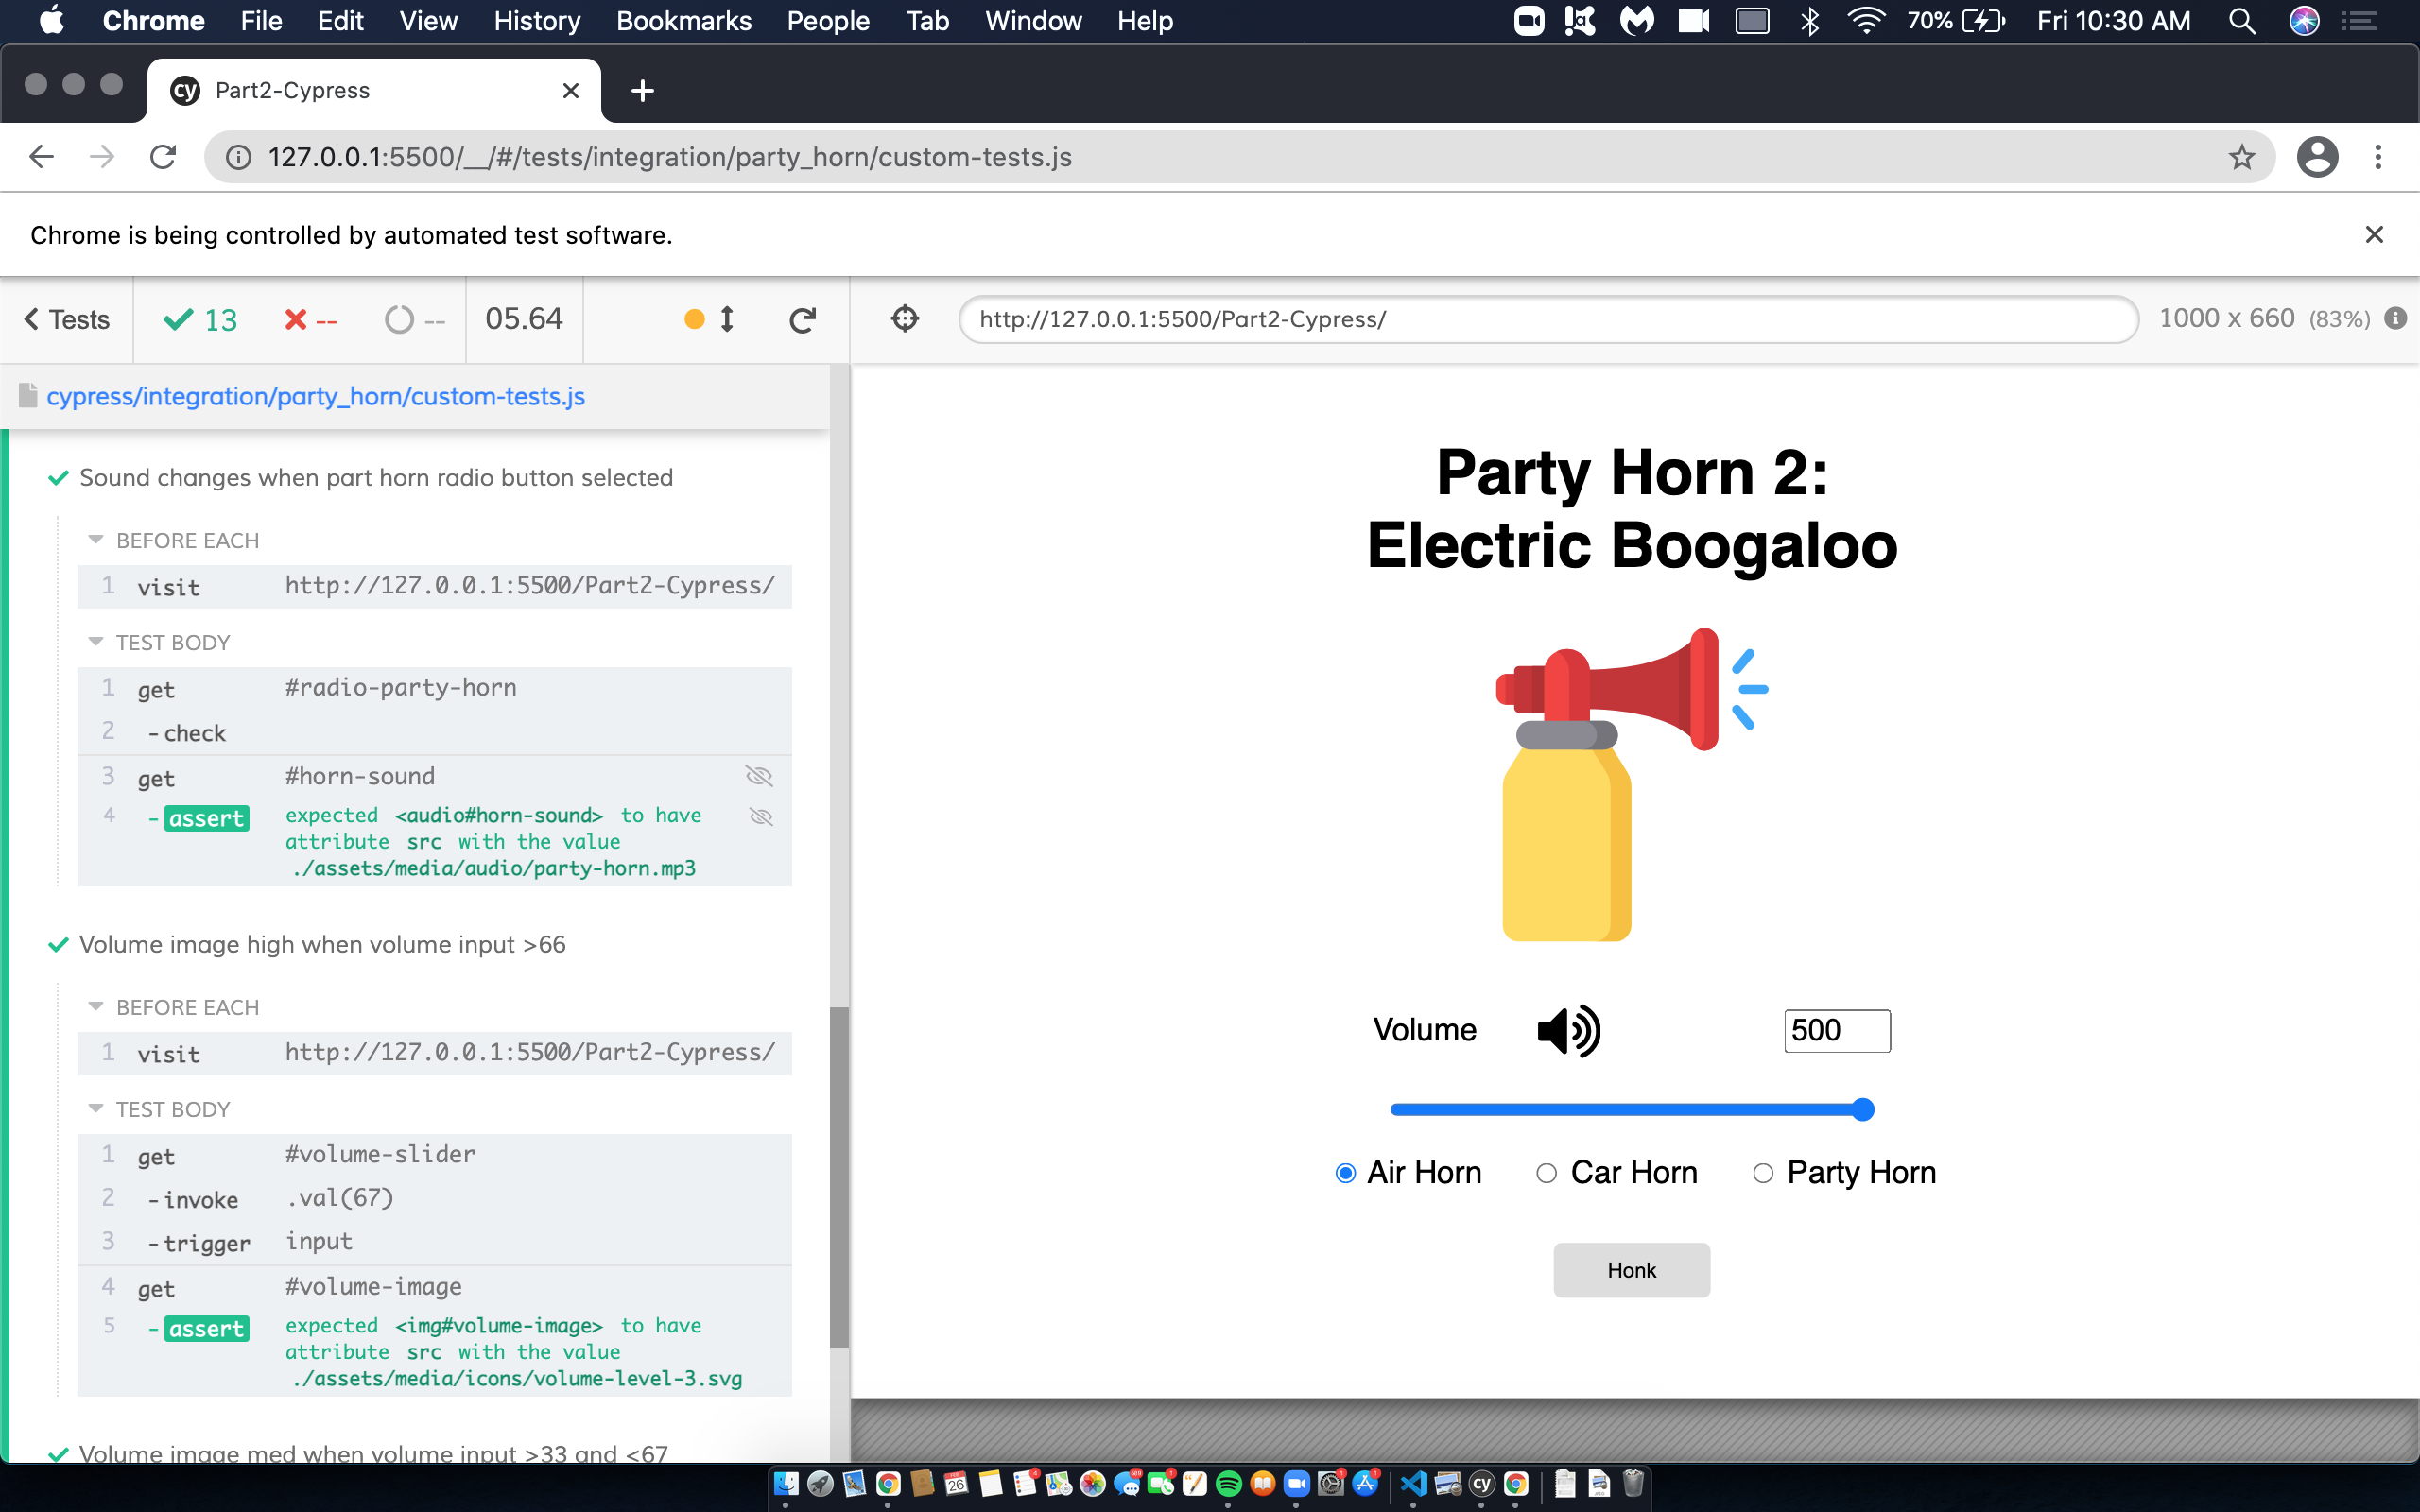 Chrome File Edit View History Bookmarks People Tab Window Help 70% Fri 10:30 AM
cy Part2-Cypress
127.0.0.1:5500/__/#/tests/integration/party_horn/custom-tests.js
Chrome is being controlled by automated test software.
Tests 13 -- -- 05.64 http://127.0.0.1:5500/Part2-Cypress/ 1000 x 660 (83%)
cypress/integration/party_horn/custom-tests.js
Sound changes when part horn radio button selected
BEFORE EACH
1 visit http://127.0.0.1:5500/Part2-Cypress/
TEST BODY
1 get #radio-party-horn
2 -check
3 get #horn-sound
4 -assert expected <audio#horn-sound> to have
attribute src with the value
./assets/media/audio/party-horn.mp3
Volume image high when volume input >66
BEFORE EACH
1 visit http://127.0.0.1:5500/Part2-Cypress/
TEST BODY
1 get #volume-slider
2 -invoke .val(67)
3 -trigger input
4 get #volume-image
5 -assert expected <img#volume-image> to have
attribute src with the value
./assets/media/icons/volume-level-3.svg
Volume image med when volume input >33 and <67
Party Horn 2:
Electric Boogaloo
Volume 500
Air Horn Car Horn Party Horn
Honk
26 cy